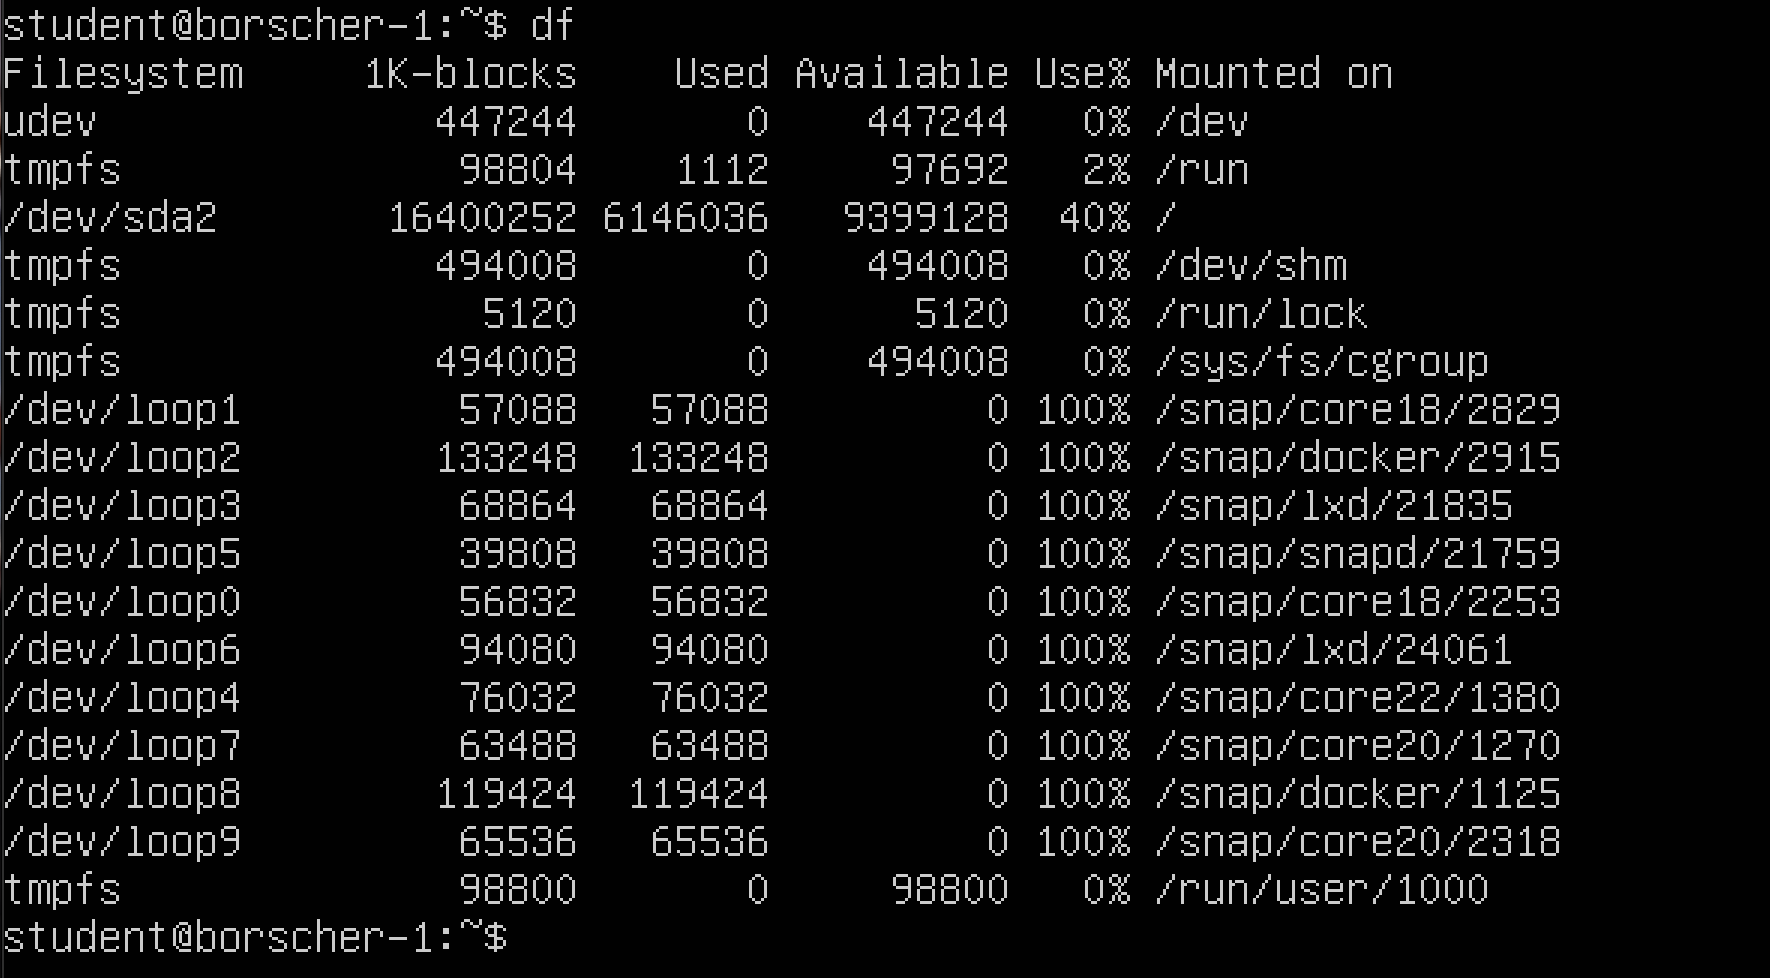 student@borscher-1:~$ df
Filesystem     1K-blocks    Used Available Use% Mounted on
udev              447244       0    447244   0% /dev
tmpfs              98804    1112     97692   2% /run
/dev/sda2       16400252 6146036   9399128  40% /
tmpfs             494008       0    494008   0% /dev/shm
tmpfs               5120       0      5120   0% /run/lock
tmpfs             494008       0    494008   0% /sys/fs/cgroup
/dev/loop1         57088   57088         0 100% /snap/core18/2829
/dev/loop2        133248  133248         0 100% /snap/docker/2915
/dev/loop3         68864   68864         0 100% /snap/lxd/21835
/dev/loop5         39808   39808         0 100% /snap/snapd/21759
/dev/loop0         56832   56832         0 100% /snap/core18/2253
/dev/loop6         94080   94080         0 100% /snap/lxd/24061
/dev/loop4         76032   76032         0 100% /snap/core22/1380
/dev/loop7         63488   63488         0 100% /snap/core20/1270
/dev/loop8        119424  119424         0 100% /snap/docker/1125
/dev/loop9         65536   65536         0 100% /snap/core20/2318
tmpfs              98800       0     98800   0% /run/user/1000
student@borscher-1:~$